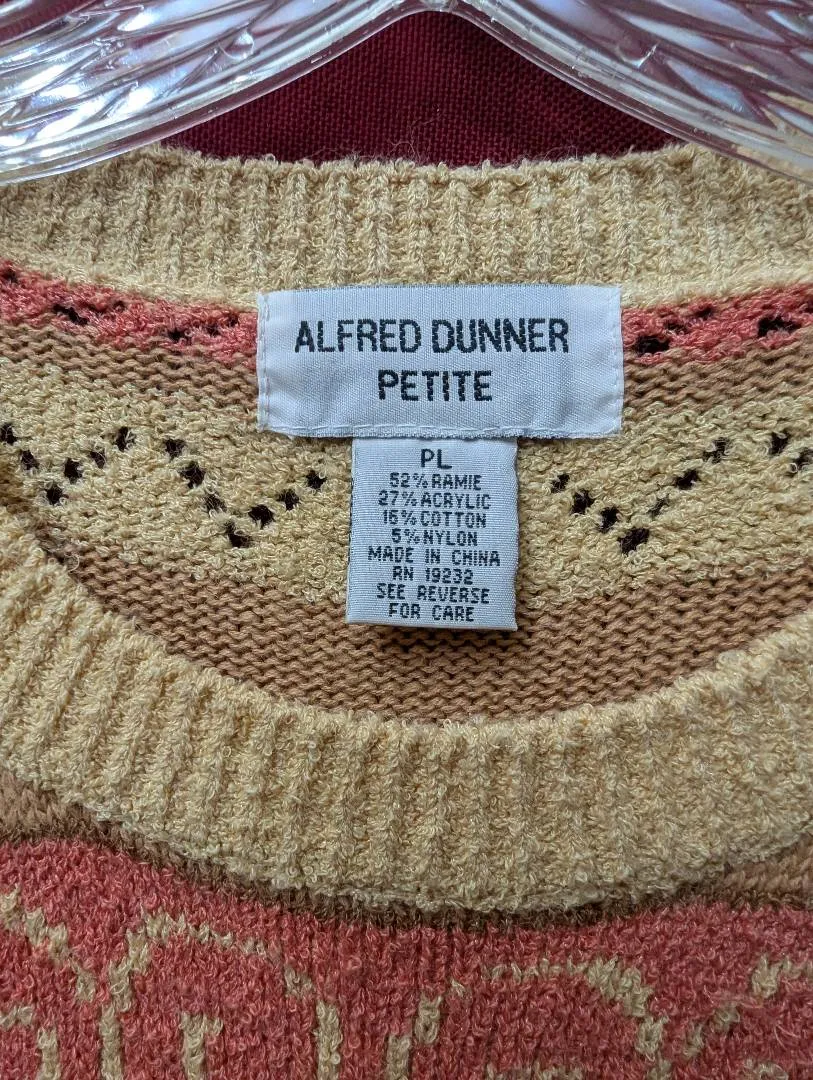 ALFRED DUNNER
PETITE
PL
52% RAMIE
27% ACRYLIC
16% COTTON
5% NYLON
MADE IN CHINA
RN 19232
SEE REVERSE
FOR CARE